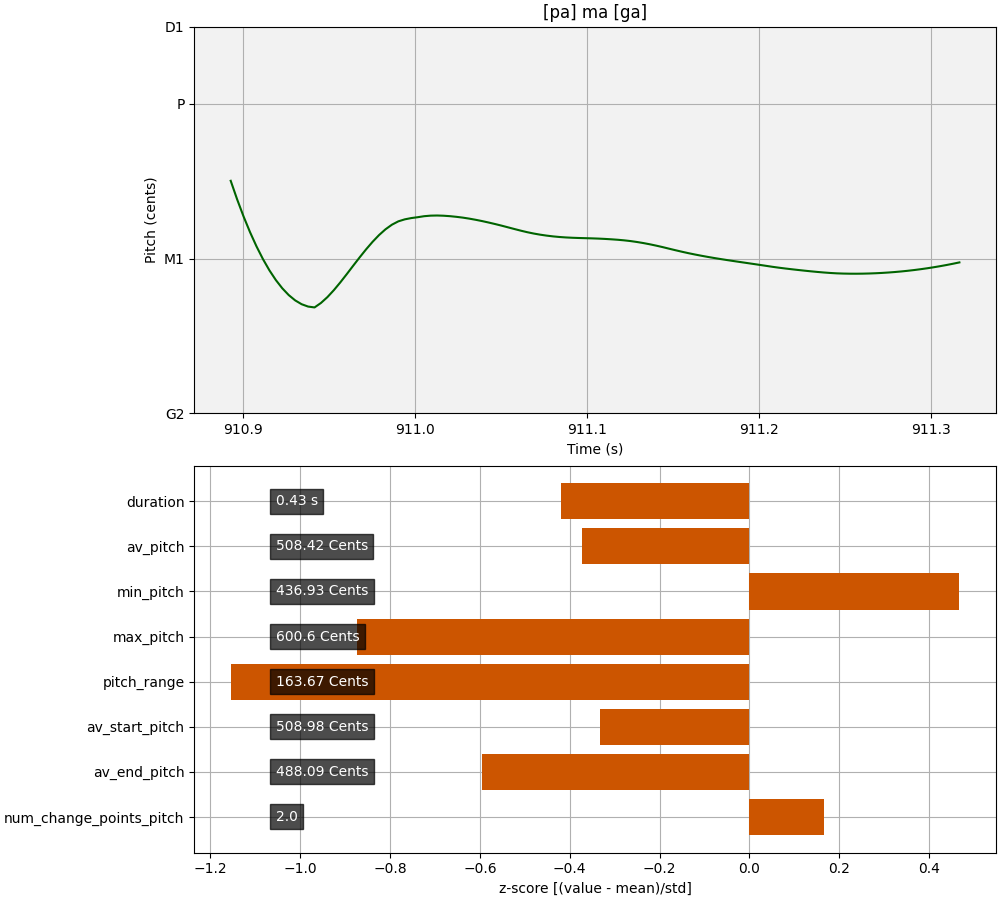 [pa] ma [ga]
D1
P
M1
G2
Pitch (cents)
910.9 911.0 911.1 911.2 911.3
Time (s)
duration 0.43 s
av_pitch 508.42 Cents
min_pitch 436.93 Cents
max_pitch 600.6 Cents
pitch_range 163.67 Cents
av_start_pitch 508.98 Cents
av_end_pitch 488.09 Cents
num_change_points_pitch 2.0
−1.2 −1.0 −0.8 −0.6 −0.4 −0.2 0.0 0.2 0.4
z-score [(value - mean)/std]